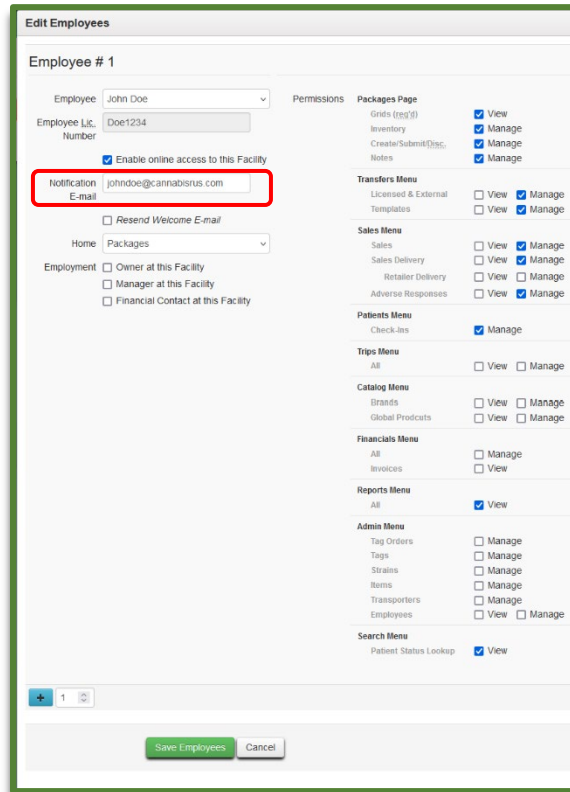 Edit Employees
Employee # 1
Employee John Doe
Employee Lic. Number Doe1234
Enable online access to this Facility
Notification E-mail johndoe@cannabisrus.com
Resend Welcome E-mail
Home Packages
Employment Owner at this Facility
Manager at this Facility
Financial Contact at this Facility
Permissions
Packages Page
Grids (req'd) View
Inventory Manage
Create/Submit/Disc. Manage
Notes Manage
Transfers Menu
Licensed & External View Manage
Templates View Manage
Sales Menu
Sales View Manage
Sales Delivery View Manage
Retailer Delivery View Manage
Adverse Responses View Manage
Patients Menu
Check-Ins Manage
Trips Menu
All View Manage
Catalog Menu
Brands View Manage
Global Prodcuts View Manage
Financials Menu
All Manage
Invoices View
Reports Menu
All View
Admin Menu
Tag Orders Manage
Tags Manage
Strains Manage
Items Manage
Transporters Manage
Employees View Manage
Search Menu
Patient Status Lookup View
+ 1
Save Employees Cancel